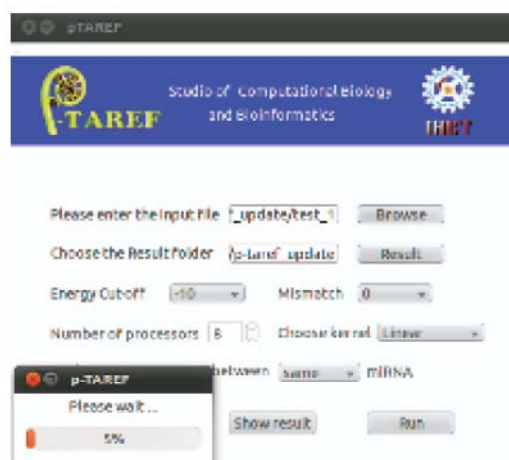 pTAREF
-TAREF
Studio of Computational Biology
and Bioinformatics
IHBT
Please enter the Input file *_update/test_1 Browse
Choose the Result folder /p-taref_update Result
Energy Cut-off -10 Mismatch 0
Number of processors 8 Choose kernel Linear
between same miRNA
p-TAREF
Please wait ...
5%
Show result Run